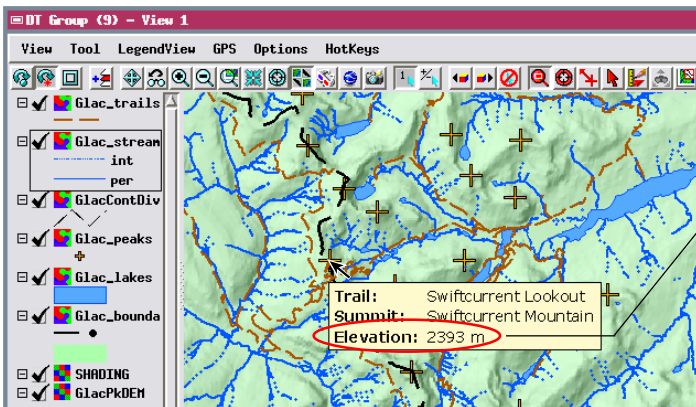 DT Group (9) - View 1
View Tool LegendView GPS Options HotKeys
1
Glac_trails
Glac_stream
int
per
GlacContDiv
Glac_peaks
Glac_lakes
Glac_bounda
SHADING
GlacPkDEM
Trail: Swiftcurrent Lookout
Summit: Swiftcurrent Mountain
Elevation: 2393 m